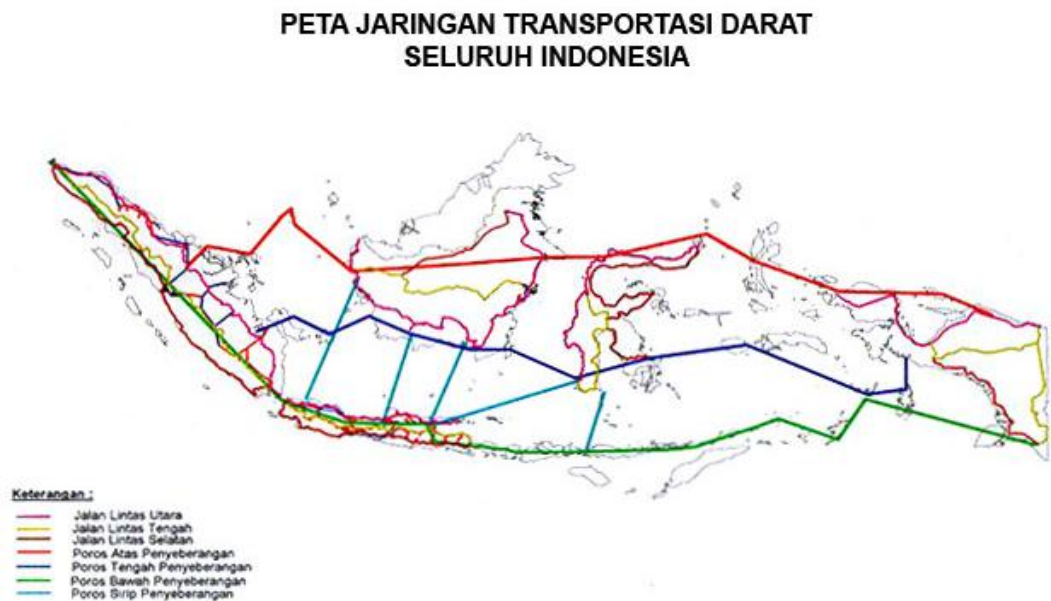 PETA JARINGAN TRANSPORTASI DARAT
SELURUH INDONESIA
Keterangan :
Jalan Lintas Utara
Jalan Lintas Tengah
Jalan Lintas Selatan
Poros Atas Penyeberangan
Poros Tengah Penyeberangan
Poros Bawah Penyeberangan
Poros Sirip Penyeberangan